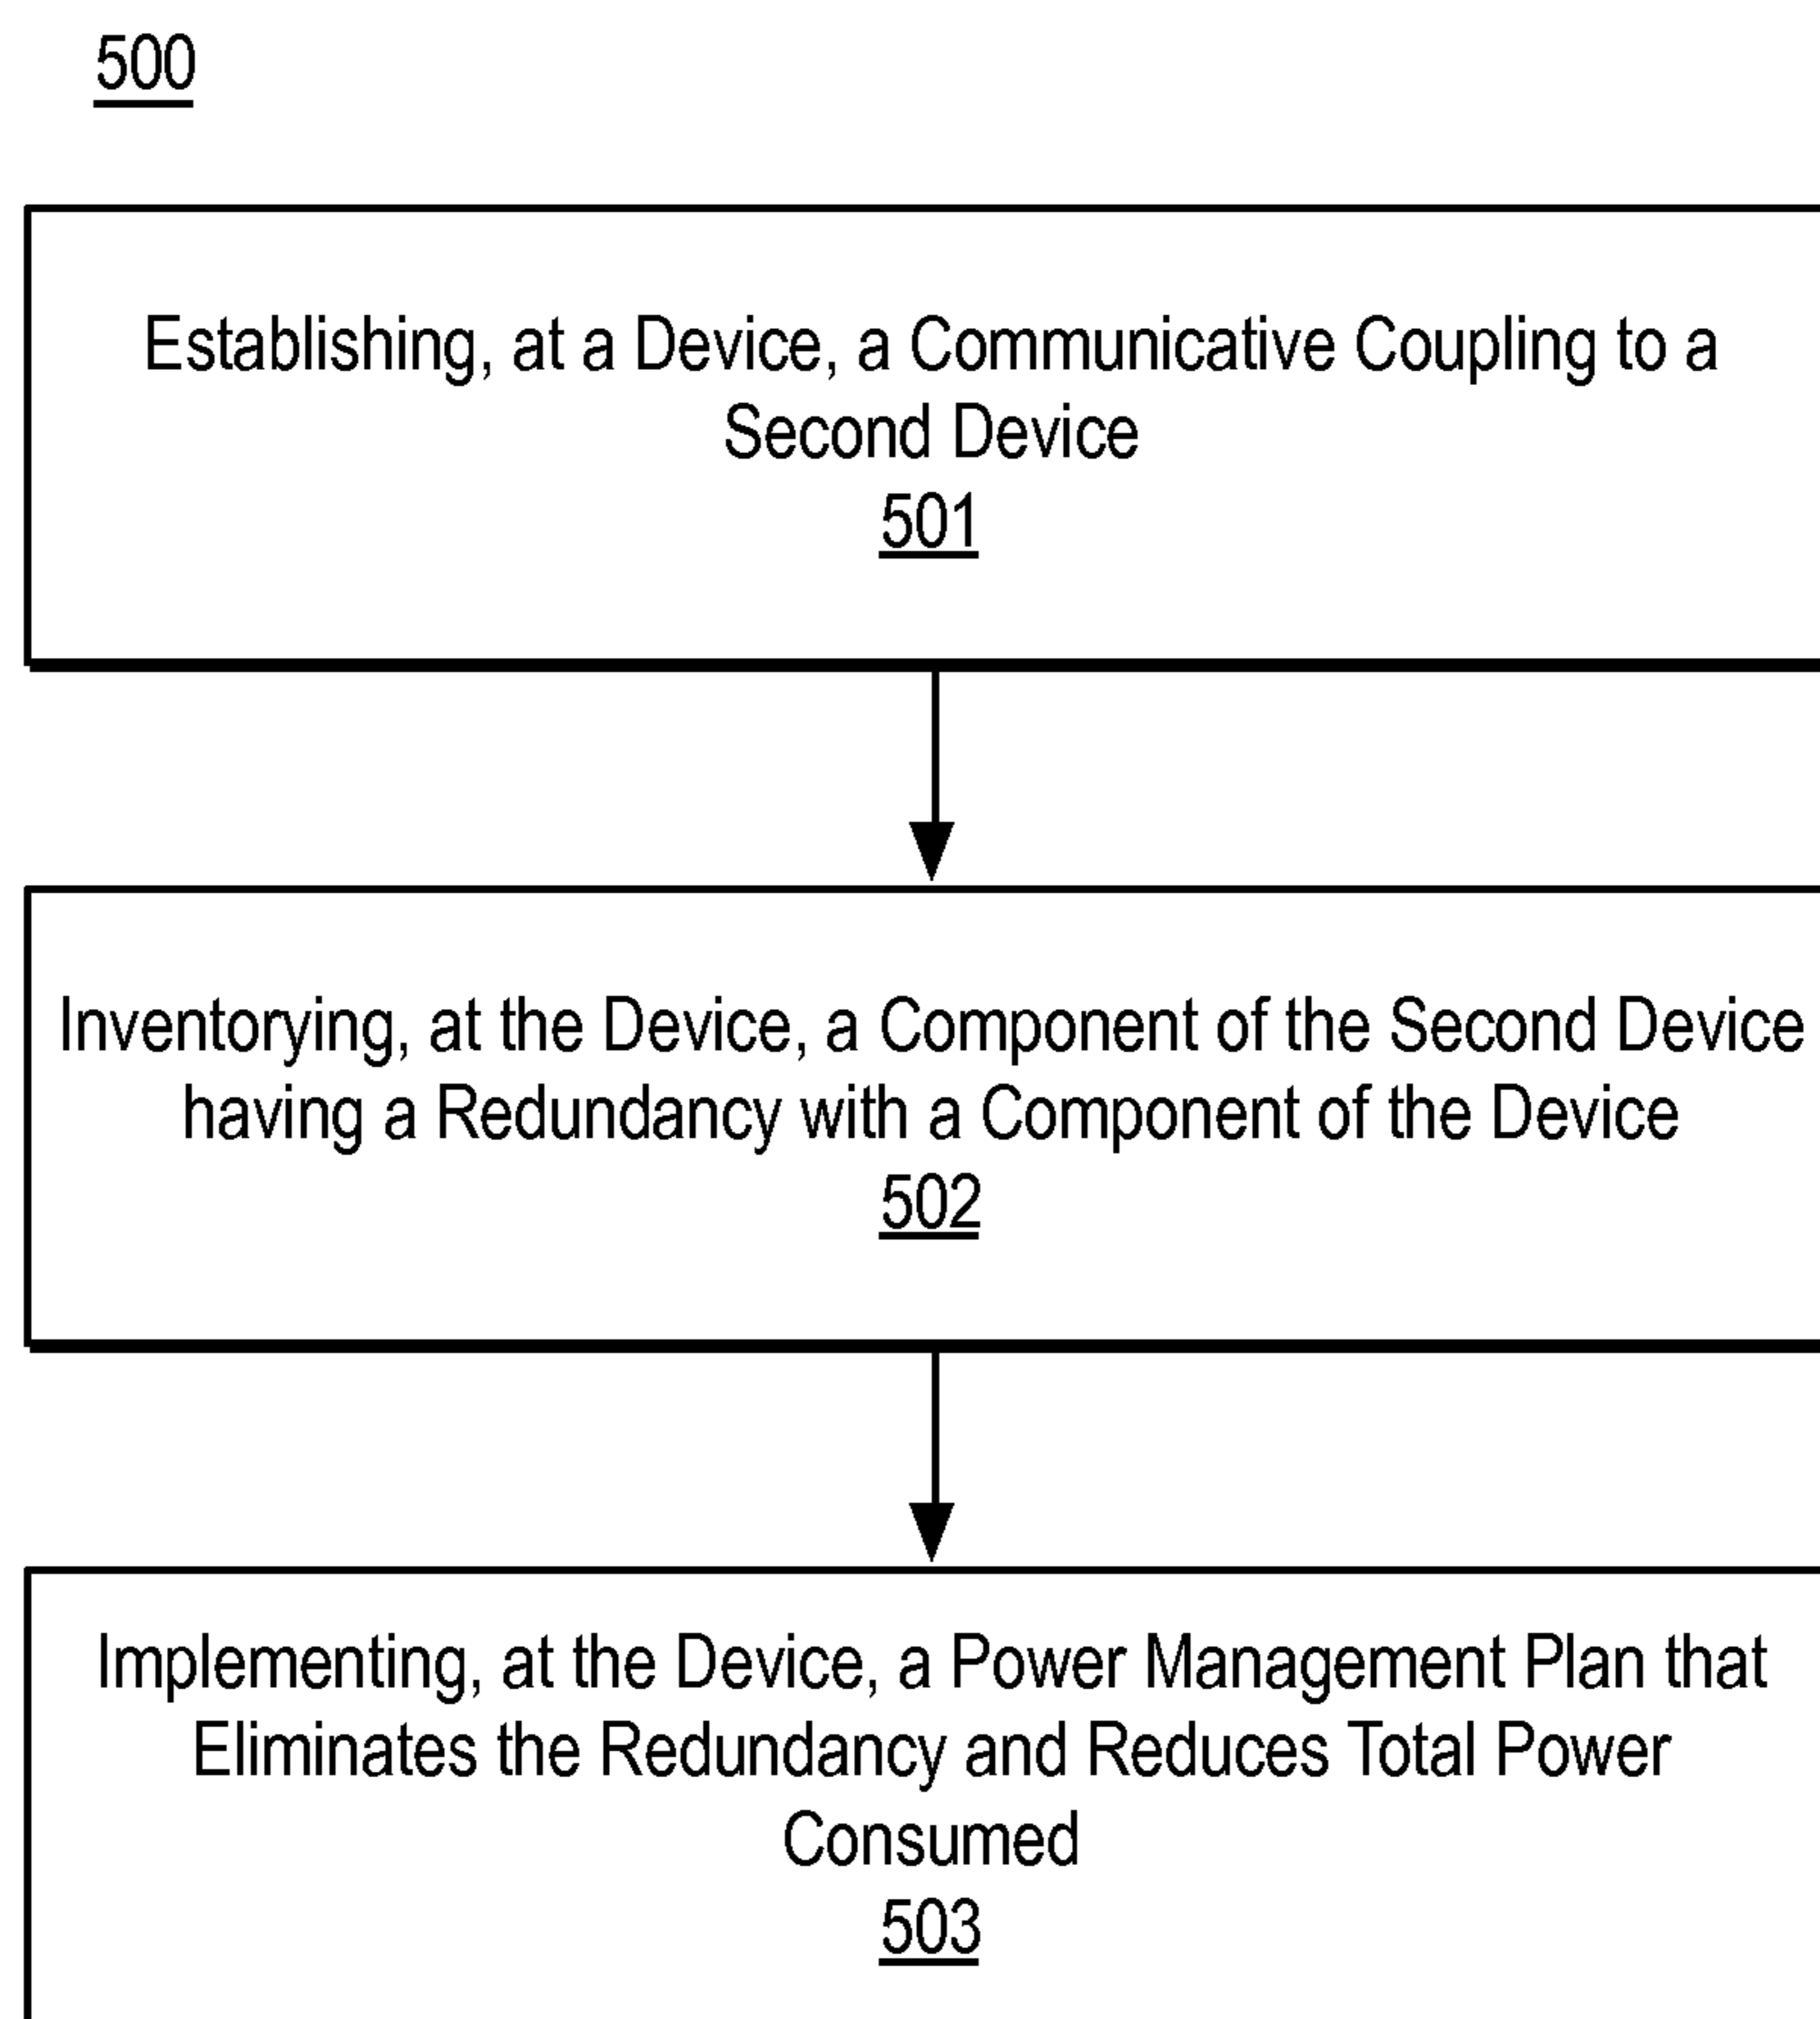 500
Establishing, at a Device, a Communicative Coupling to a
Second Device
501
Inventorying, at the Device, a Component of the Second Device
having a Redundancy with a Component of the Device
502
Implementing, at the Device, a Power Management Plan that
Eliminates the Redundancy and Reduces Total Power
Consumed
503